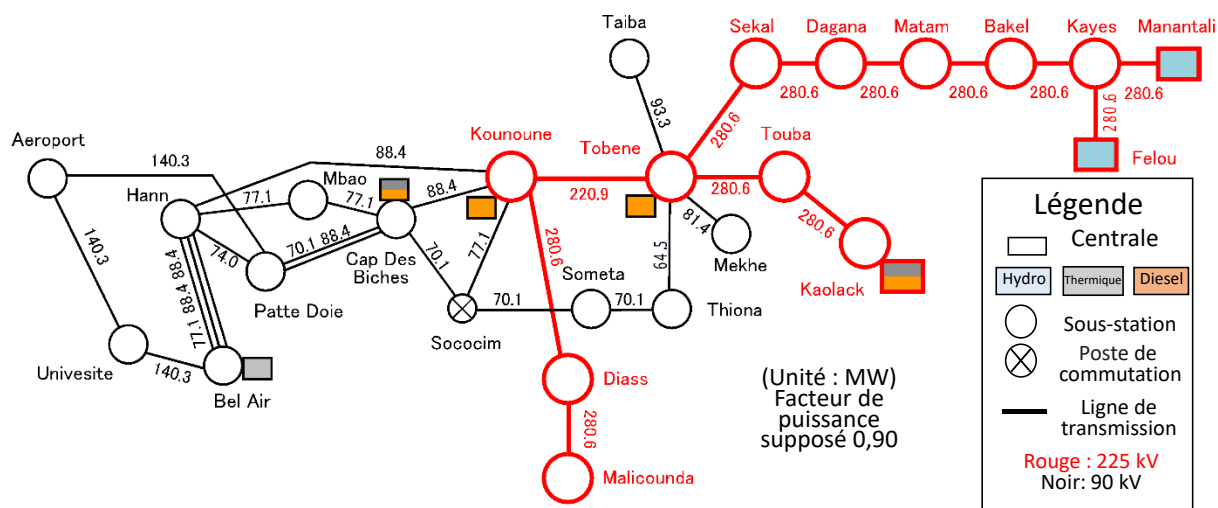 Taiba
Sekal
Dagana
Matam
Bakel
Kayes
Manantali
280.6
280.6
280.6
280.6
280.6
280.6
280.6
Felou
93.3
Aeroport
140.3
88.4
Kounoune
Tobene
Touba
Hann
Mbao
77.1
77.1
88.4
220.9
280.6
280.6
74.0
70.1 88.4
Cap Des
Biches
70.1
77.1
280.6
81.4
Mekhe
64.5
Kaolack
140.3
Patte Doie
77.1 88.4 88.4
Someta
70.1
70.1
Thiona
Sococim
Univesite
140.3
Bel Air
Diass
280.6
Malicounda
(Unité : MW)
Facteur de
puissance
supposé 0,90
Légende
Centrale
Hydro
Thermique
Diesel
Sous-station
Poste de
commutation
Ligne de
transmission
Rouge : 225 kV
Noir: 90 kV